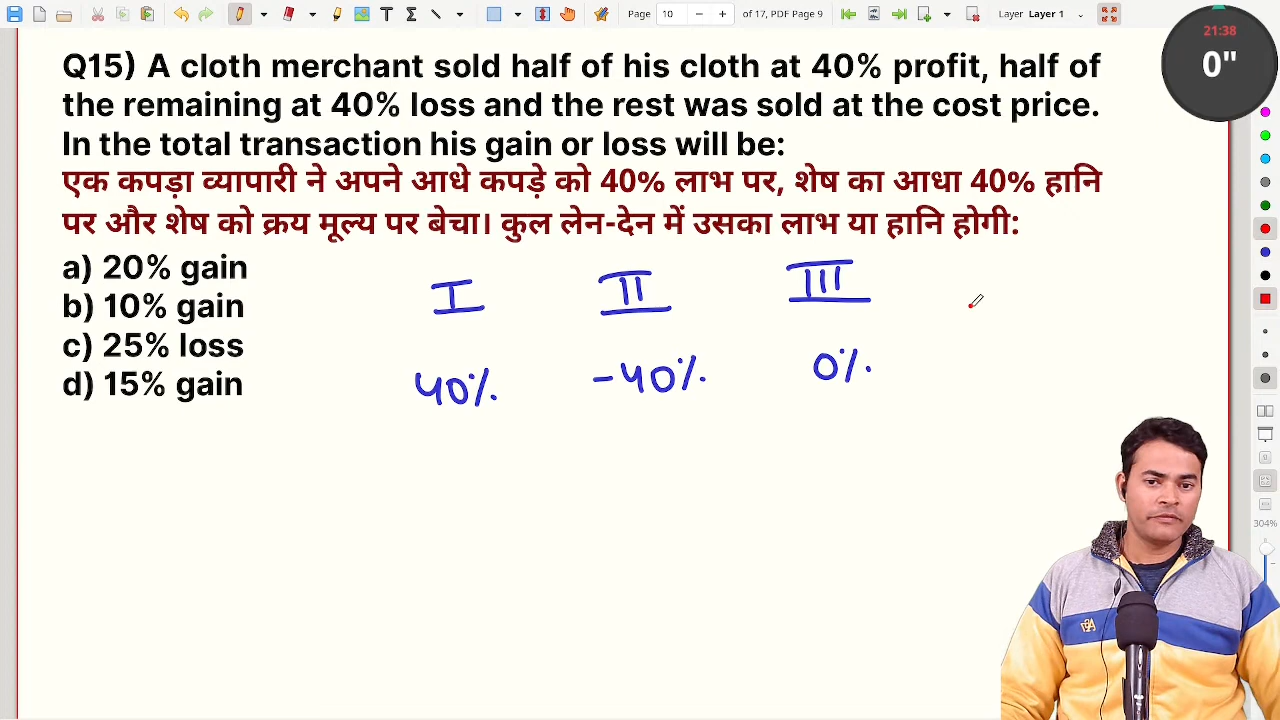 Page 10 of 17, PDF Page 9
Layer Layer 1
21:38
0"
Q15) A cloth merchant sold half of his cloth at 40% profit, half of
the remaining at 40% loss and the rest was sold at the cost price.
In the total transaction his gain or loss will be:
एक कपड़ा व्यापारी ने अपने आधे कपड़े को 40% लाभ पर, शेष का आधा 40% हानि
पर और शेष को क्रय मूल्य पर बेचा। कुल लेन-देन में उसका लाभ या हानि होगी:
a) 20% gain
b) 10% gain
c) 25% loss
d) 15% gain
I II III
40% -40% 0%
304%